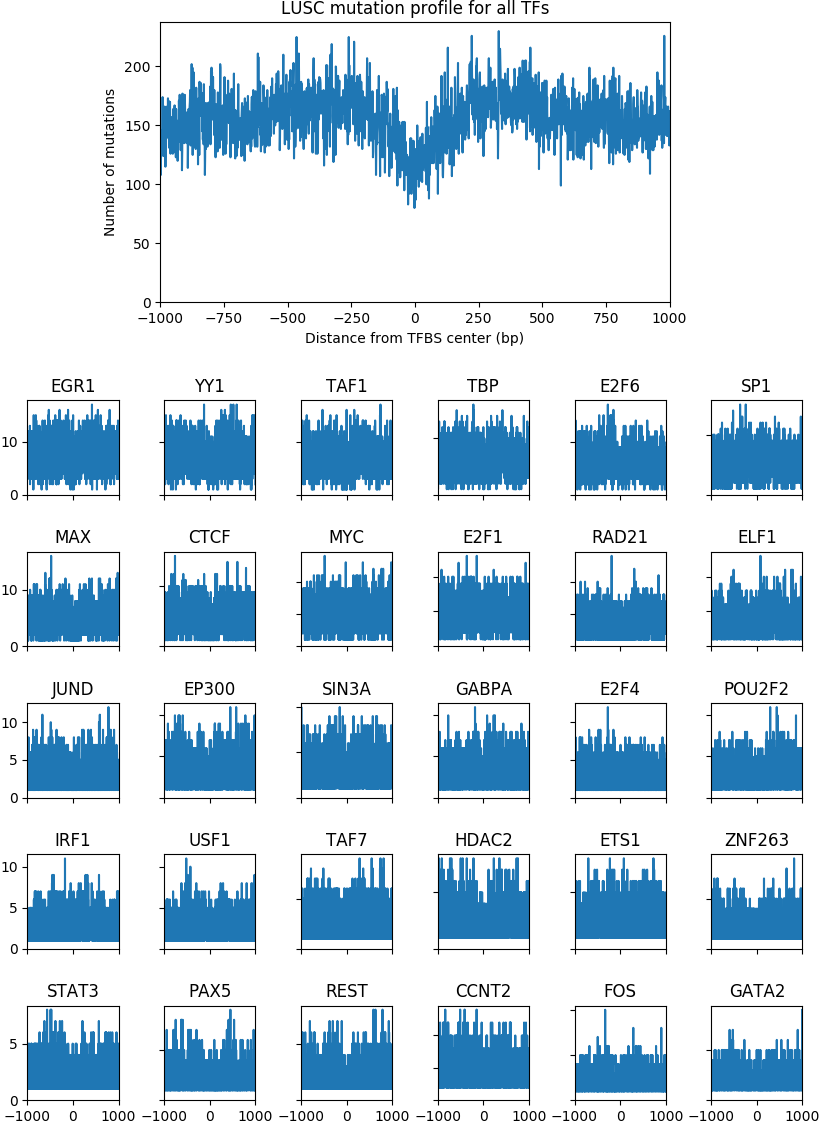 LUSC mutation profile for all TFs
200
150
100
50
0
Number of mutations
−1000 −750 −500 −250 0 250 500 750 1000
Distance from TFBS center (bp)
EGR1 YY1 TAF1 TBP E2F6 SP1
10
0
MAX CTCF MYC E2F1 RAD21 ELF1
10
0
JUND EP300 SIN3A GABPA E2F4 POU2F2
10
5
0
IRF1 USF1 TAF7 HDAC2 ETS1 ZNF263
10
5
0
STAT3 PAX5 REST CCNT2 FOS GATA2
5
0
−1000 0 1000 −1000 0 1000 −1000 0 1000 −1000 0 1000 −1000 0 1000 −1000 0 1000